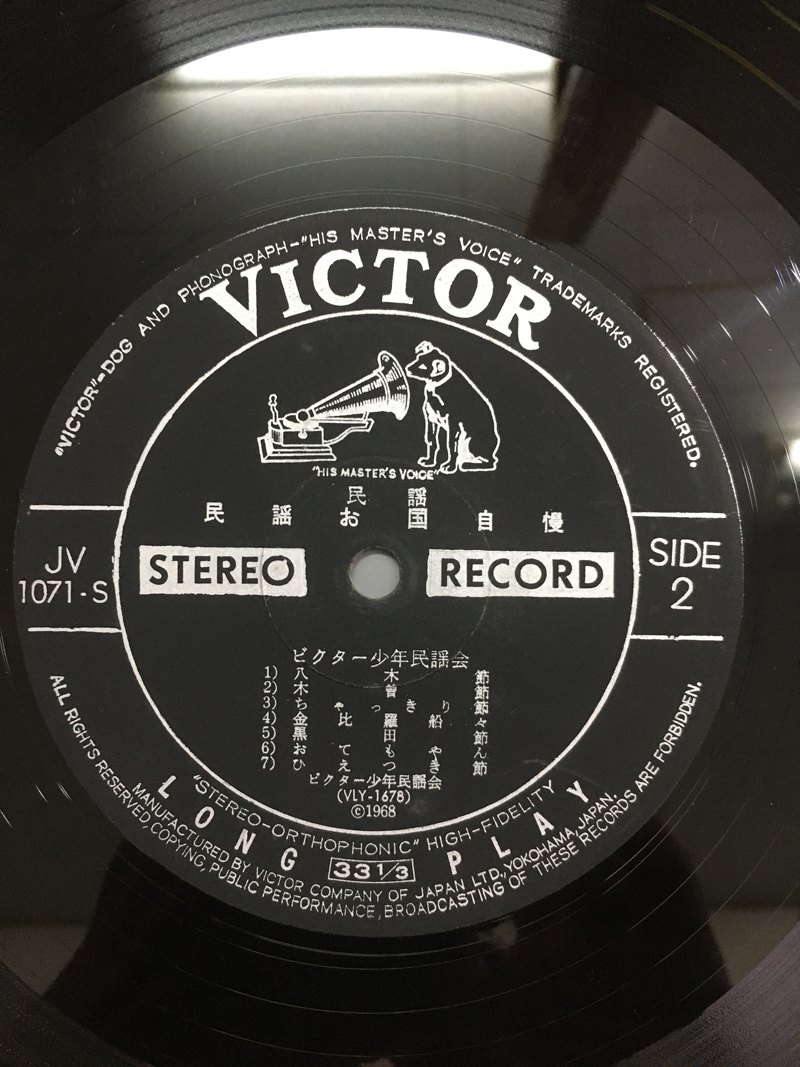 "VICTOR"-DOG AND PHONOGRAPH-"HIS MASTER'S VOICE" TRADEMARKS REGISTERED.
VICTOR
"HIS MASTER'S VOICE"
民謡
民謡お国自慢
JV
1071-S
STEREO RECORD
SIDE
2
ビクター少年民謡会
1) 八木節
2) 木曽節
3) ちゃっきり節
4) 金比羅船々
5) 黒田節
6) おてもやん
7) ひえつき節
ビクター少年民謡会
(VLY-1678)
©1968
"STEREO-ORTHOPHONIC" HIGH-FIDELITY
LONG 33 1/3 PLAY
MANUFACTURED BY VICTOR COMPANY OF JAPAN LTD.,YOKOHAMA,JAPAN.
ALL RIGHTS RESERVED,COPYING,PUBLIC PERFORMANCE,BROADCASTING OF THESE RECORDS ARE FORBIDDEN.